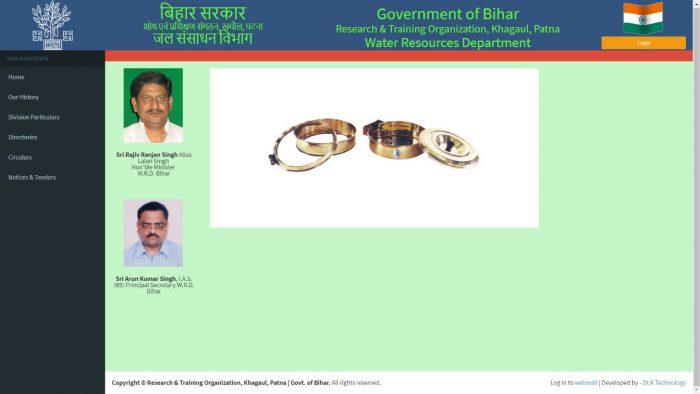 बिहार सरकार
शोध एवं प्रशिक्षण संगठन, खगौल, पटना
जल संसाधन विभाग
Government of Bihar
Research & Training Organization, Khagaul, Patna
Water Resources Department
Login
MAIN NAVIGATION
Home
Our History
Division Particulars
Directories
Circulars
Notices & Tenders
Sri Rajiv Ranjan Singh Alias
Lalan Singh
Hon'ble Minister
W.R.D. Bihar
Sri Arun Kumar Singh, I.A.S.
(85) Principal Secretary W.R.D.
Bihar
Copyright © Research & Training Organization, Khagaul, Patna | Govt. of Bihar. All rights reserved.
Log in to webmail | Developed by - DUX Technology